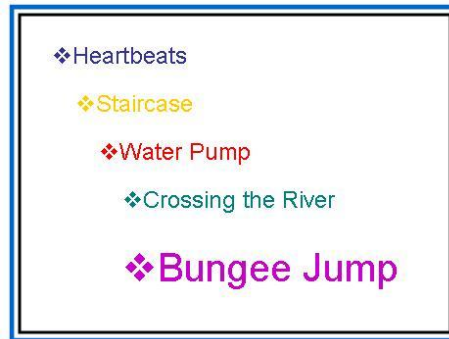 ❖Heartbeats
❖Staircase
❖Water Pump
❖Crossing the River
❖Bungee Jump